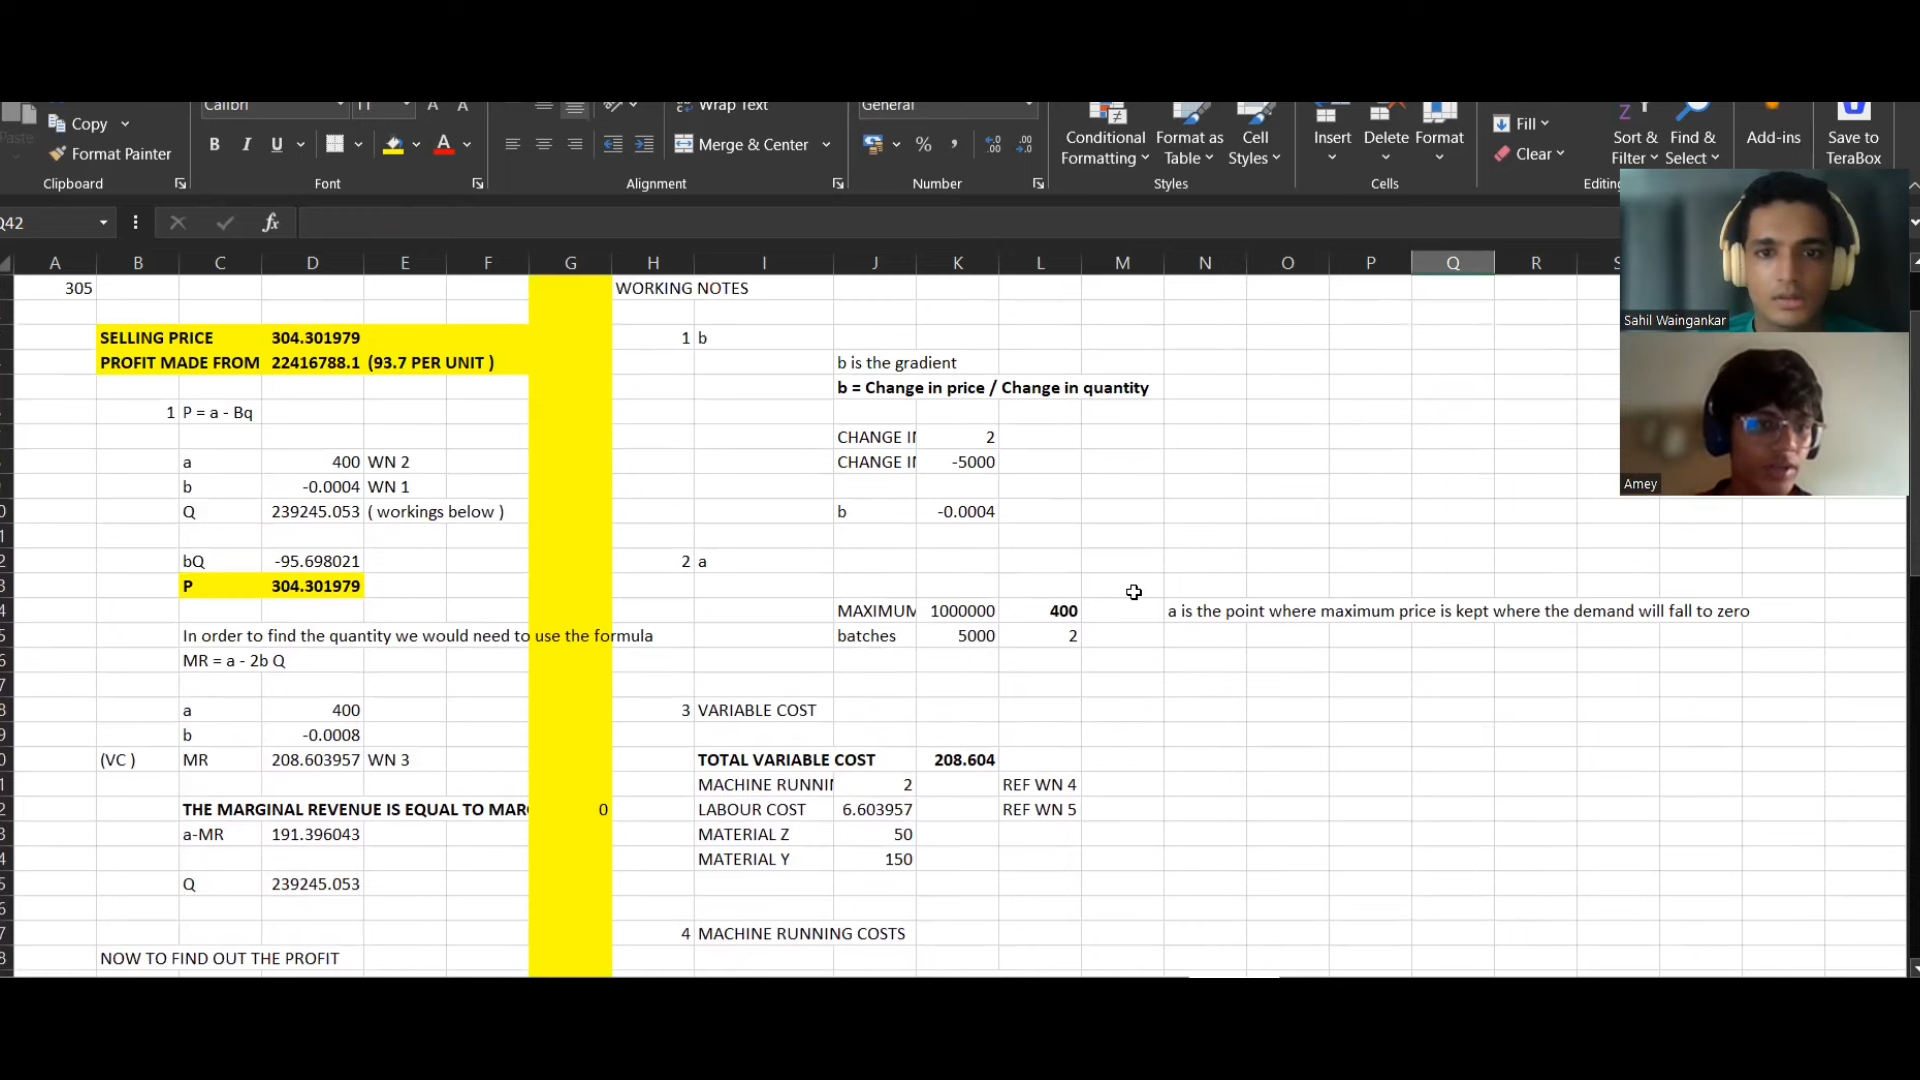 Calibri 11 A A Wrap Text General
Copy
Paste
Format Painter
B I U A
Merge & Center
%
Conditional Formatting
Format as Table
Cell Styles
Insert
Delete
Format
Fill
Clear
Sort & Filter
Find & Select
Add-ins
Save to TeraBox
Clipboard Font Alignment Number Styles Cells Editing
Q42 fx
A B C D E F G H I J K L M N O P Q R S
305 WORKING NOTES
SELLING PRICE 304.301979 1 b
PROFIT MADE FROM 22416788.1 (93.7 PER UNIT ) b is the gradient
b = Change in price / Change in quantity
1 P = a - Bq
CHANGE IN 2
a 400 WN 2 CHANGE IN -5000
b -0.0004 WN 1
Q 239245.053 ( workings below ) b -0.0004
bQ -95.698021 2 a
P 304.301979
MAXIMUM 1000000 400 a is the point where maximum price is kept where the demand will fall to zero
In order to find the quantity we would need to use the formula batches 5000 2
MR = a - 2b Q
a 400 3 VARIABLE COST
b -0.0008
(VC ) MR 208.603957 WN 3 TOTAL VARIABLE COST 208.604
MACHINE RUNNIN 2 REF WN 4
THE MARGINAL REVENUE IS EQUAL TO MAR 0 LABOUR COST 6.603957 REF WN 5
a-MR 191.396043 MATERIAL Z 50
MATERIAL Y 150
Q 239245.053
4 MACHINE RUNNING COSTS
NOW TO FIND OUT THE PROFIT
Sahil Waingankar
Amey